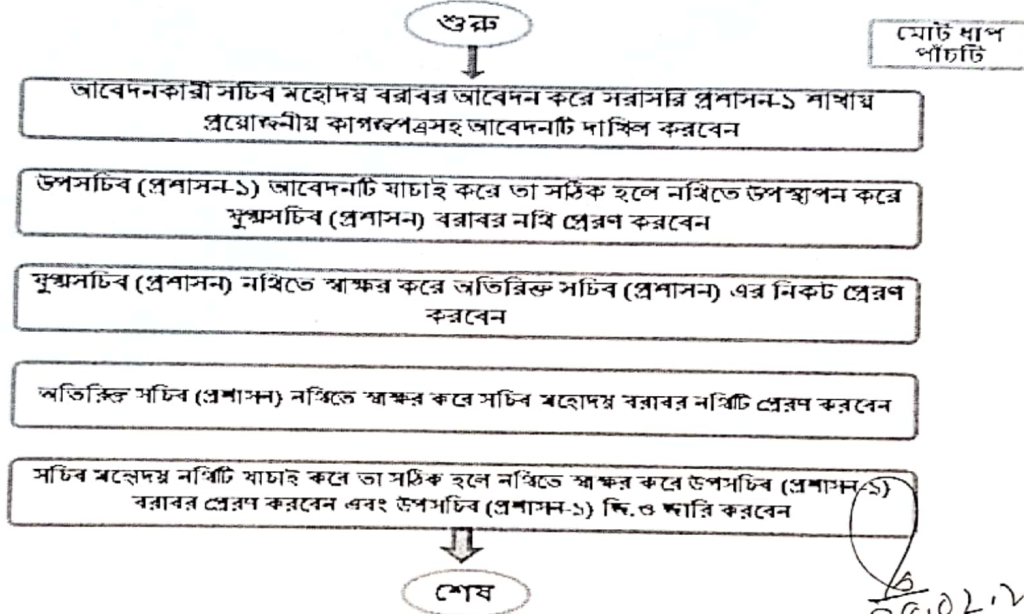 শুরু
মোট ধাপ
পাঁচটি
আবেদনকারী সচিব মহোদয় বরাবর আবেদন করে সরাসরি প্রশাসন-১ শাখায়
প্রয়োজনীয় কাগজপত্রসহ আবেদনটি দাখিল করবেন
উপসচিব (প্রশাসন-১) আবেদনটি যাচাই করে তা সঠিক হলে নথিতে উপস্থাপন করে
যুগ্মসচিব (প্রশাসন) বরাবর নথি প্রেরণ করবেন
যুগ্মসচিব (প্রশাসন) নথিতে স্বাক্ষর করে অতিরিক্ত সচিব (প্রশাসন) এর নিকট প্রেরণ
করবেন
অতিরিক্ত সচিব (প্রশাসন) নথিতে স্বাক্ষর করে সচিব মহোদয় বরাবর নথিটি প্রেরণ করবেন
সচিব মহোদয় নথিটি যাচাই করে তা সঠিক হলে নথিতে স্বাক্ষর করে উপসচিব (প্রশাসন-১)
বরাবর প্রেরণ করবেন এবং উপসচিব (প্রশাসন-১) জি.ও জারি করবেন
শেষ